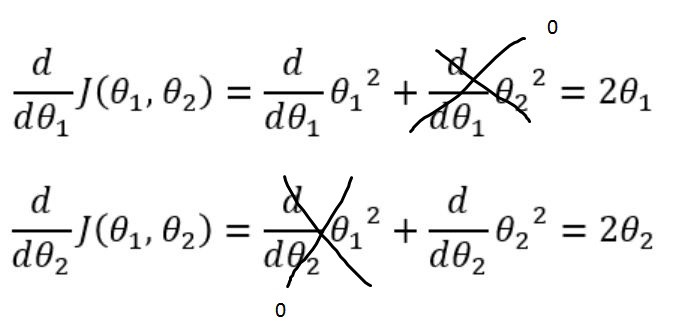 0
d/dθ₁ J(θ₁, θ₂) = d/dθ₁ θ₁² + d/dθ₁ θ₂² = 2θ₁
d/dθ₂ J(θ₁, θ₂) = d/dθ₂ θ₁² + d/dθ₂ θ₂² = 2θ₂
0